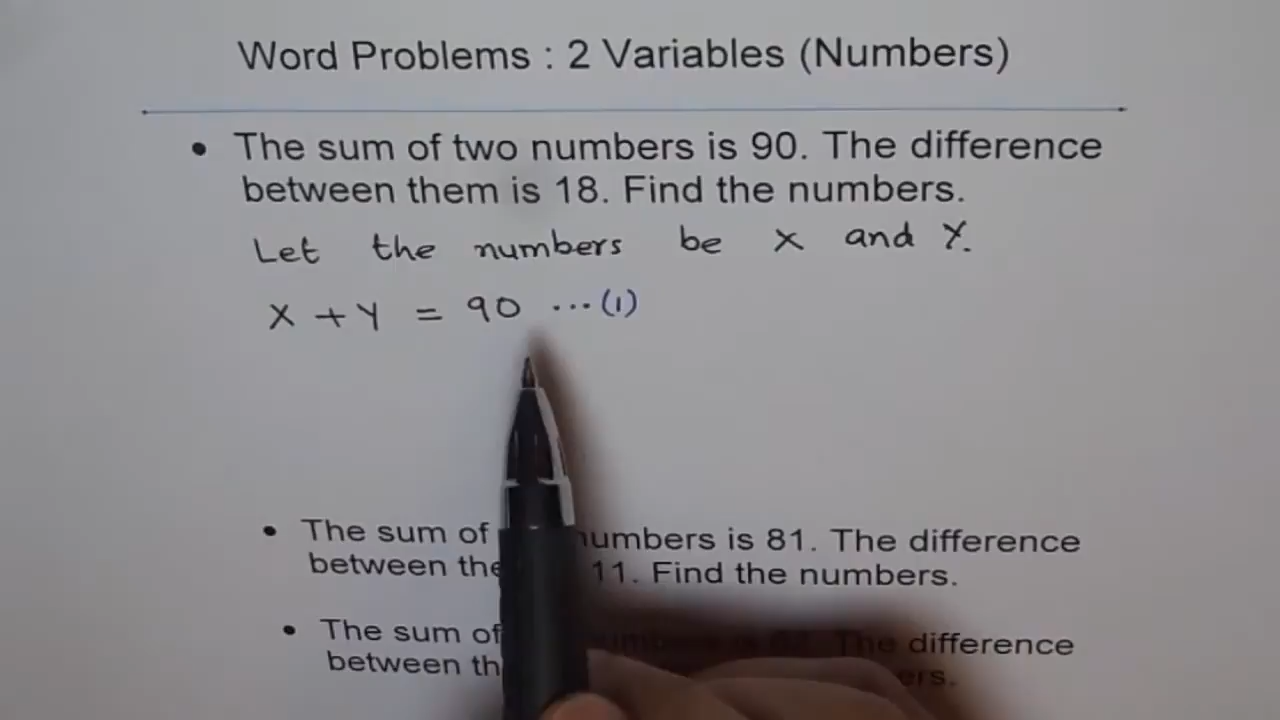 Word Problems : 2 Variables (Numbers)
• The sum of two numbers is 90. The difference
between them is 18. Find the numbers.
Let the numbers be X and Y.
X + Y = 90 ...(1)
• The sum of numbers is 81. The difference
between 11. Find the numbers.
• The sum of numbers is The difference
between